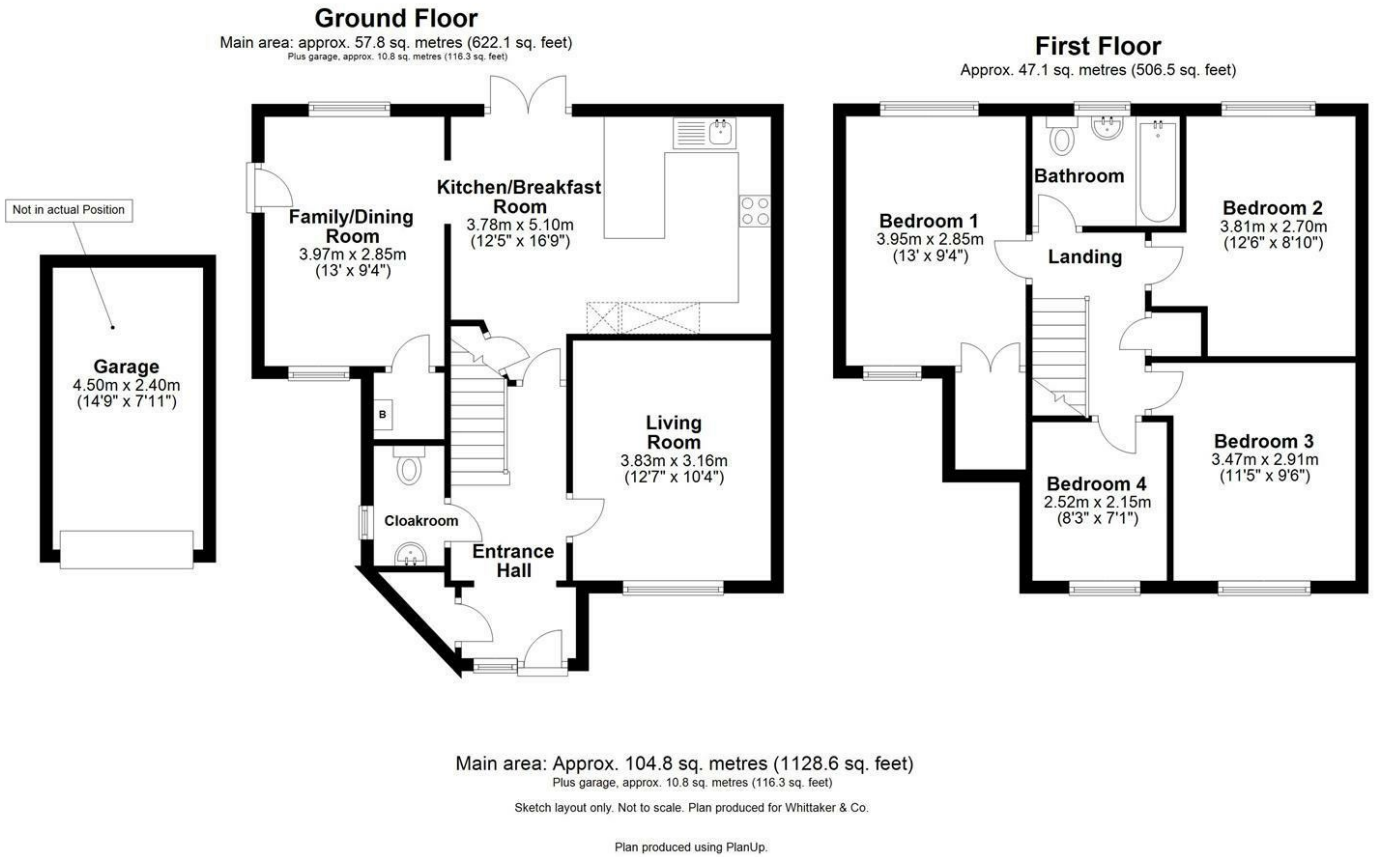 Ground Floor
Main area: approx. 57.8 sq. metres (622.1 sq. feet)
Plus garage, approx. 10.8 sq. metres (116.3 sq. feet)
Not in actual Position
Garage
4.50m x 2.40m
(14'9" x 7'11")
Family/Dining
Room
3.97m x 2.85m
(13' x 9'4")
Kitchen/Breakfast
Room
3.78m x 5.10m
(12'5" x 16'9")
B
Living
Room
3.83m x 3.16m
(12'7" x 10'4")
Cloakroom
Entrance
Hall
First Floor
Approx. 47.1 sq. metres (506.5 sq. feet)
Bedroom 1
3.95m x 2.85m
(13' x 9'4")
Bathroom
Landing
Bedroom 2
3.81m x 2.70m
(12'6" x 8'10")
Bedroom 3
3.47m x 2.91m
(11'5" x 9'6")
Bedroom 4
2.52m x 2.15m
(8'3" x 7'1")
Main area: Approx. 104.8 sq. metres (1128.6 sq. feet)
Plus garage, approx. 10.8 sq. metres (116.3 sq. feet)
Sketch layout only. Not to scale. Plan produced for Whittaker & Co.
Plan produced using PlanUp.